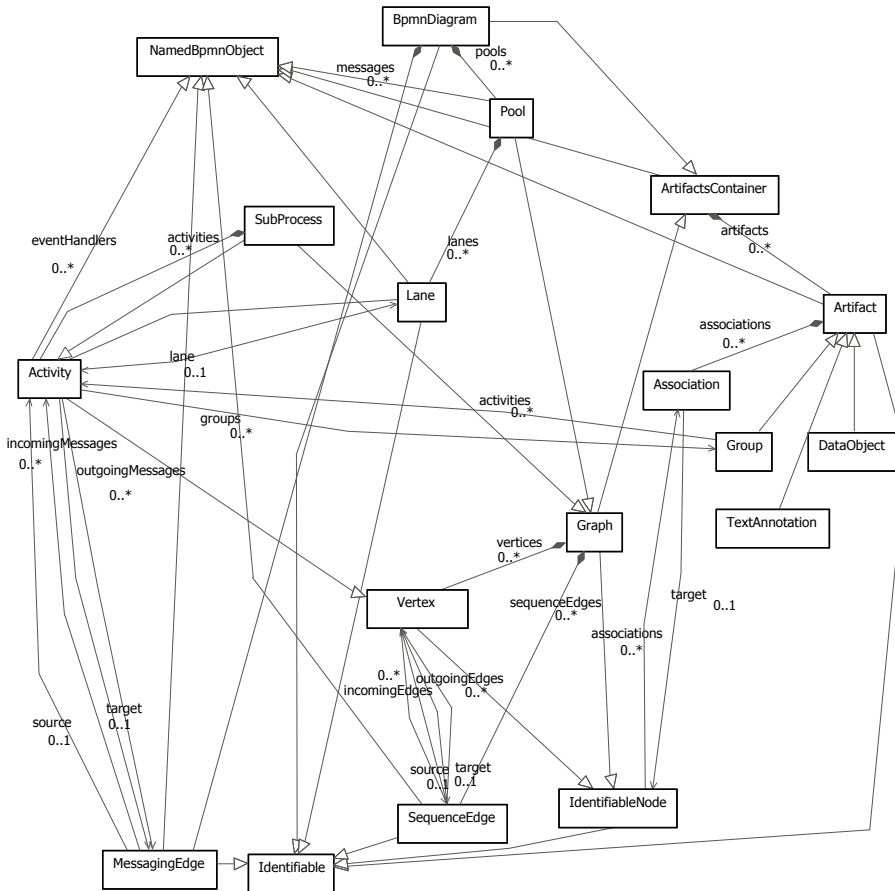 BpmnDiagram
NamedBpmnObject
pools
0..*
messages
0..*
Pool
ArtifactsContainer
SubProcess
artifacts
0..*
eventHandlers
0..*
activities
0..*
lanes
0..*
Lane
Artifact
associations
0..*
lane
0..1
Activity
Association
activities
0..*
groups
0..*
Group
DataObject
incomingMessages
0..*
outgoingMessages
0..*
TextAnnotation
Graph
vertices
0..*
Vertex
sequenceEdges
0..*
target
0..1
associations
0..*
outgoingEdges
0..*
0..*
incomingEdges
source
0..1
target
0..1
source
0..1
target
0..1
IdentifiableNode
SequenceEdge
MessagingEdge
Identifiable